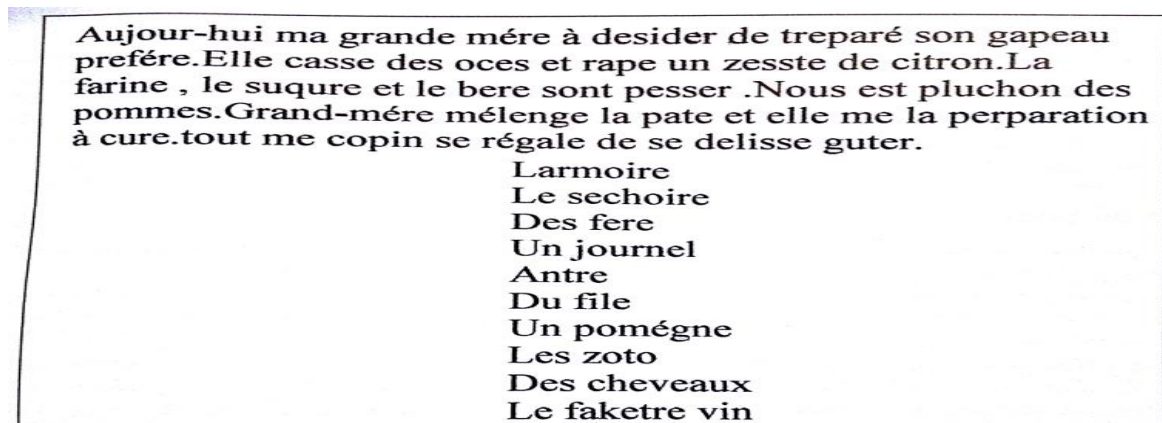 Aujour-hui ma grande mére à desider de treparé son gapeau
prefére.Elle casse des oces et rape un zesste de citron.La
farine , le suqure et le bere sont pesser .Nous est pluchon des
pommes.Grand-mére mélenge la pate et elle me la perparation
à cure.tout me copin se régale de se delisse guter.
Larmoire
Le sechoire
Des fere
Un journel
Antre
Du file
Un pomégne
Les zoto
Des cheveaux
Le faketre vin